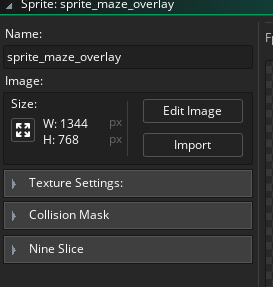 Sprite: sprite_maze_overlay
Name:
sprite_maze_overlay
Image:
Size:
W: 1344 px
H: 768 px
Edit Image
Import
Texture Settings:
Collision Mask
Nine Slice